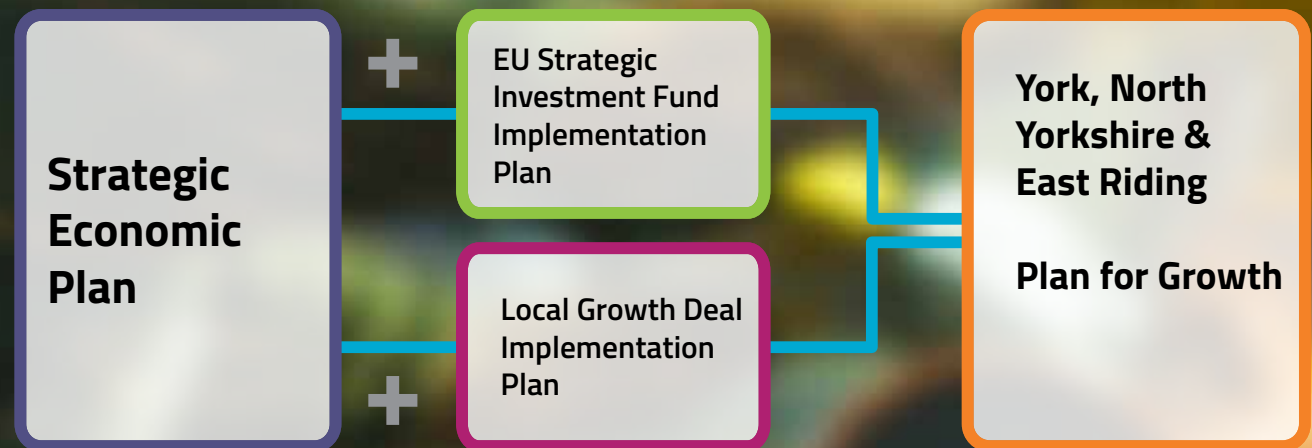 Strategic
Economic
Plan
+
EU Strategic
Investment Fund
Implementation
Plan
+
Local Growth Deal
Implementation
Plan
York, North
Yorkshire &
East Riding
Plan for Growth